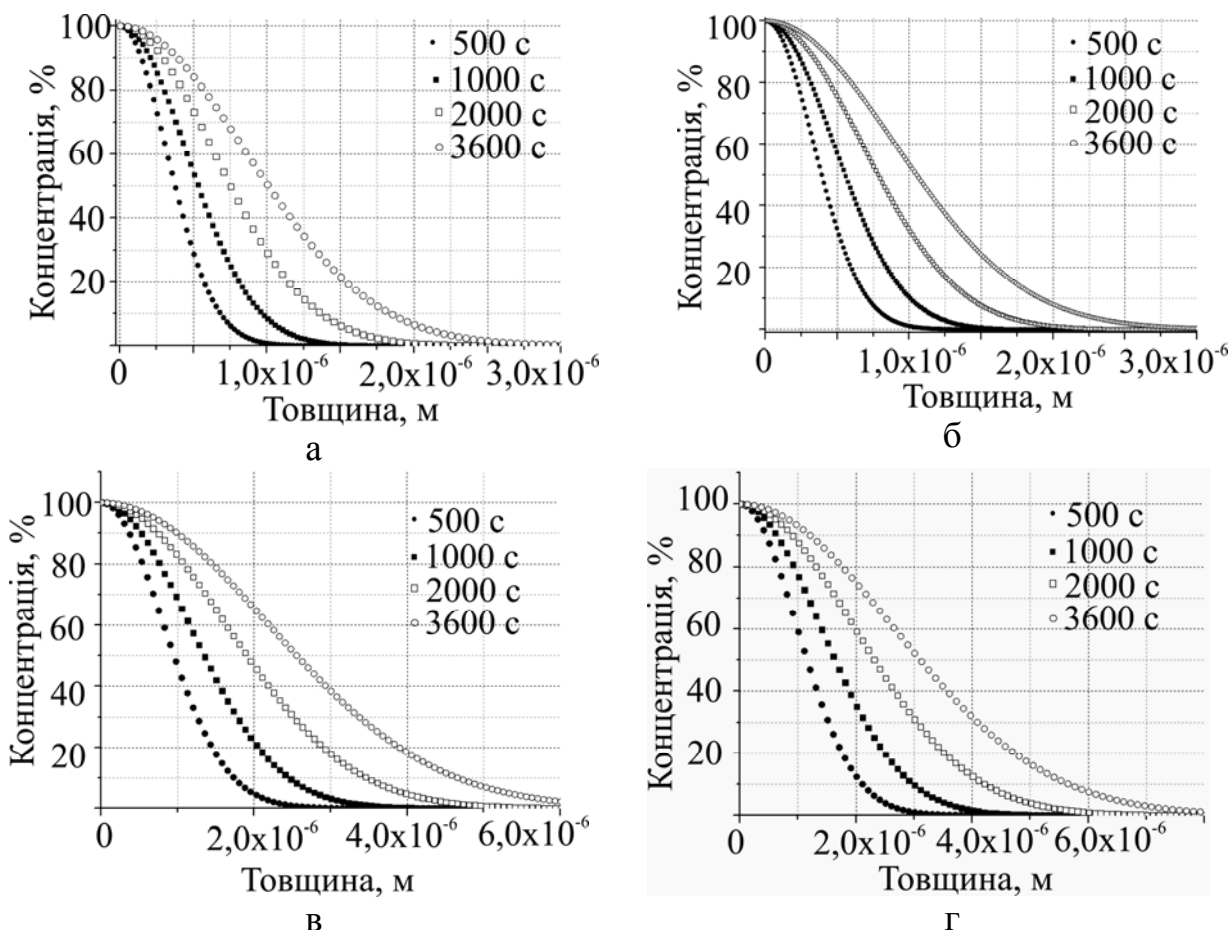 Концентрація, %
100
80
60
40
20
500 с
1000 с
2000 с
3600 с
0
1,0x10⁻⁶
2,0x10⁻⁶
3,0x10⁻⁶
Товщина, м
а
Концентрація, %
100
80
60
40
20
500 с
1000 с
2000 с
3600 с
0
1,0x10⁻⁶
2,0x10⁻⁶
3,0x10⁻⁶
Товщина, м
б
Концентрація, %
100
80
60
40
20
500 с
1000 с
2000 с
3600 с
0
2,0x10⁻⁶
4,0x10⁻⁶
6,0x10⁻⁶
Товщина, м
в
Концентрація, %
100
80
60
40
20
500 с
1000 с
2000 с
3600 с
0
2,0x10⁻⁶
4,0x10⁻⁶
6,0x10⁻⁶
Товщина, м
г